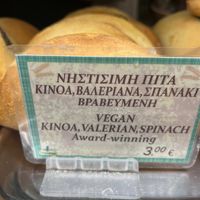 ΝΗΣΤΙΣΙΜΗ ΠΙΤΑ
ΚΙΝΟΑ,ΒΑΛΕΡΙΑΝΑ,ΣΠΑΝΑΚΙ
ΒΡΑΒΕΥΜΕΝΗ
VEGAN
KINOA,VALERIAN,SPINACH
Award-winning
3.00 €